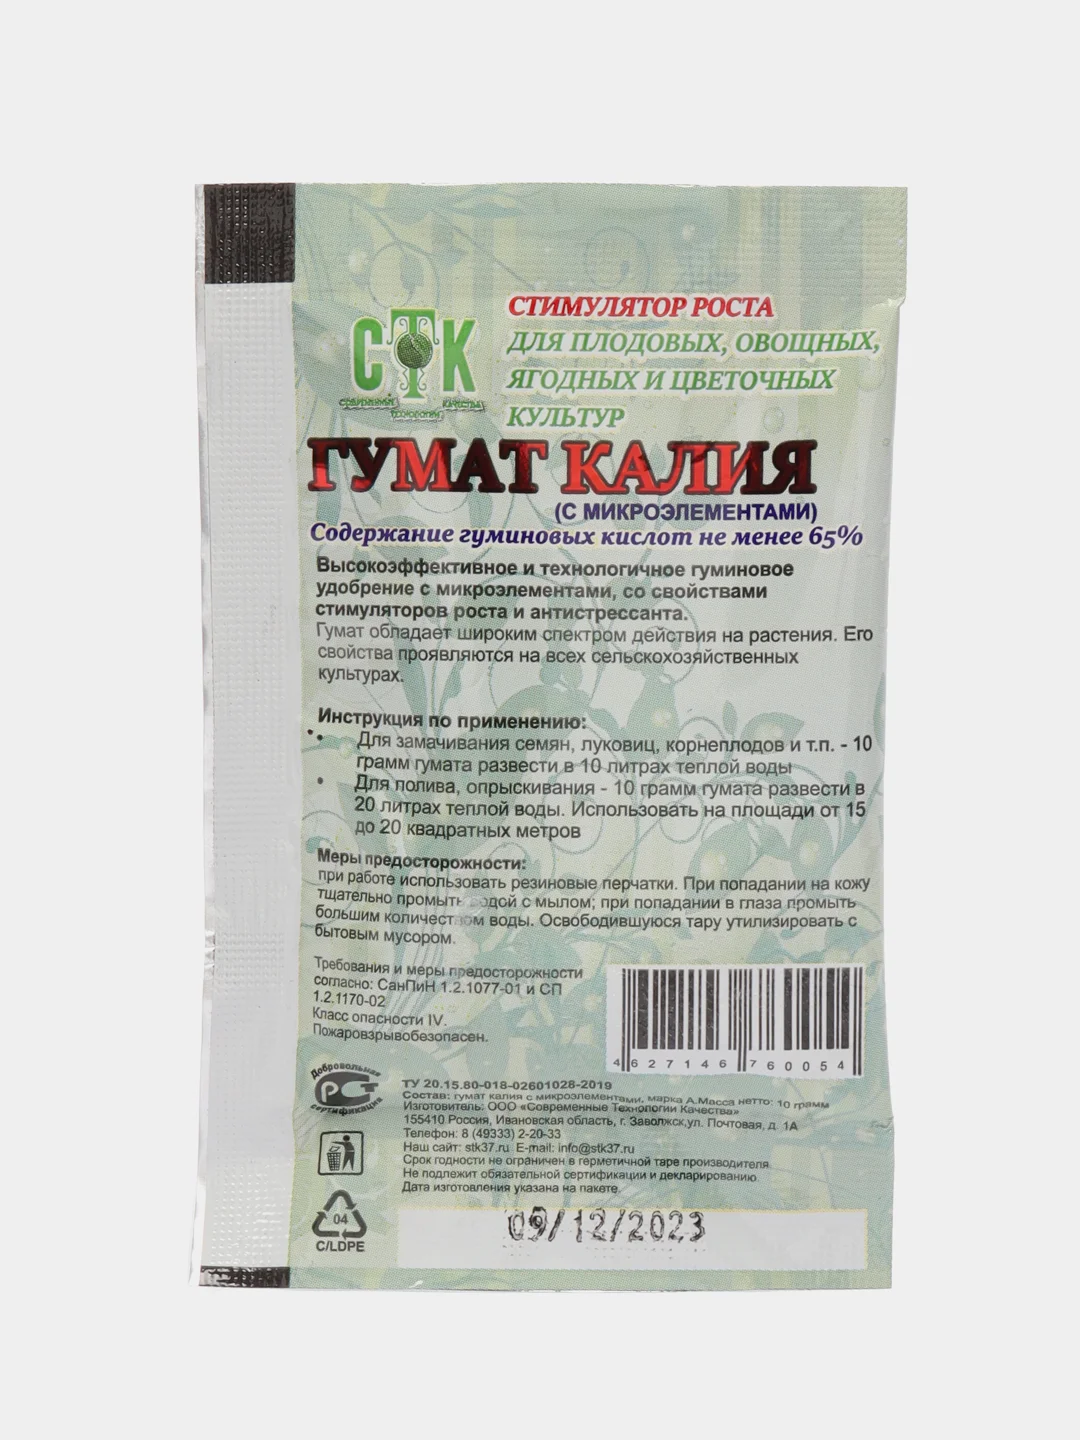 СТИМУЛЯТОР РОСТА
ДЛЯ ПЛОДОВЫХ, ОВОЩНЫХ,
ЯГОДНЫХ И ЦВЕТОЧНЫХ
КУЛЬТУР
СТК
СОВРЕМЕННЫЕ ТЕХНОЛОГИИ КАЧЕСТВА
ГУМАТ КАЛИЯ
(С МИКРОЭЛЕМЕНТАМИ)
Содержание гуминовых кислот не менее 65%
Высокоэффективное и технологичное гуминовое
удобрение с микроэлементами, со свойствами
стимуляторов роста и антистрессанта.
Гумат обладает широким спектром действия на растения. Его
свойства проявляются на всех сельскохозяйственных
культурах.
Инструкция по применению:
• Для замачивания семян, луковиц, корнеплодов и т.п. - 10
грамм гумата развести в 10 литрах теплой воды
• Для полива, опрыскивания - 10 грамм гумата развести в
20 литрах теплой воды. Использовать на площади от 15
до 20 квадратных метров
Меры предосторожности:
при работе использовать резиновые перчатки. При попадании на кожу
тщательно промыть водой с мылом; при попадании в глаза промыть
большим количеством воды. Освободившуюся тару утилизировать с
бытовым мусором.
Требования и меры предосторожности
согласно: СанПиН 1.2.1077-01 и СП
1.2.1170-02
Класс опасности IV.
Пожаровзрывобезопасен.
4 627146 760054
Добровольная
РСТ
сертификация
ТУ 20.15.80-018-02601028-2019
Состав: гумат калия с микроэлементами, марка А.Масса нетто: 10 грамм
Изготовитель: ООО «Современные Технологии Качества»
155410 Россия, Ивановская область, г. Заволжск,ул. Почтовая, д. 1А
Телефон: 8 (49333) 2-20-33
Наш сайт: stk37.ru E-mail: info@stk37.ru
Срок годности не ограничен в герметичной таре производителя.
Не подлежит обязательной сертификации и декларированию.
Дата изготовления указана на пакете.
04
C/LDPE
09/12/2023